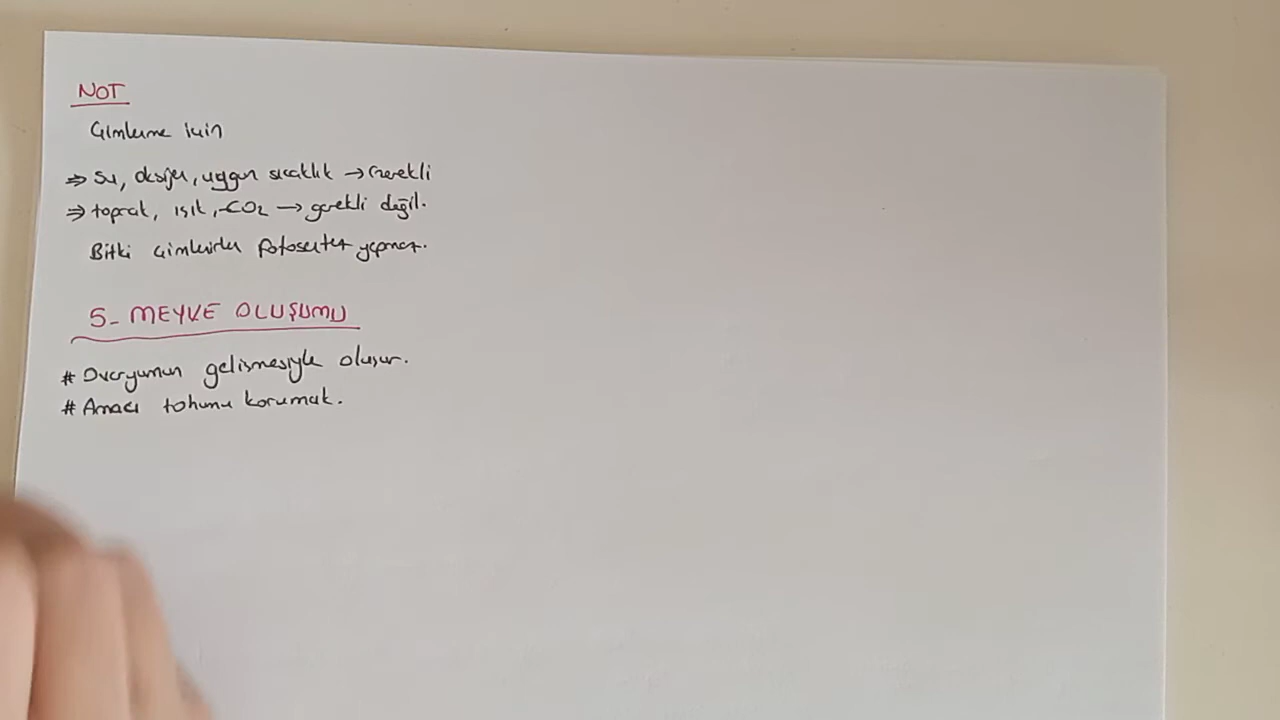 NOT
Çimlenme için
⇒ Su, oksijen, uygun sıcaklık → Gerekli
⇒ toprak, ışık, CO₂ → gerekli değil.
Bitki çimlenirken fotosentez yapmaz.
5- MEYVE OLUŞUMU
# Ovaryumun gelişmesiyle oluşur.
# Amacı tohumu korumak.